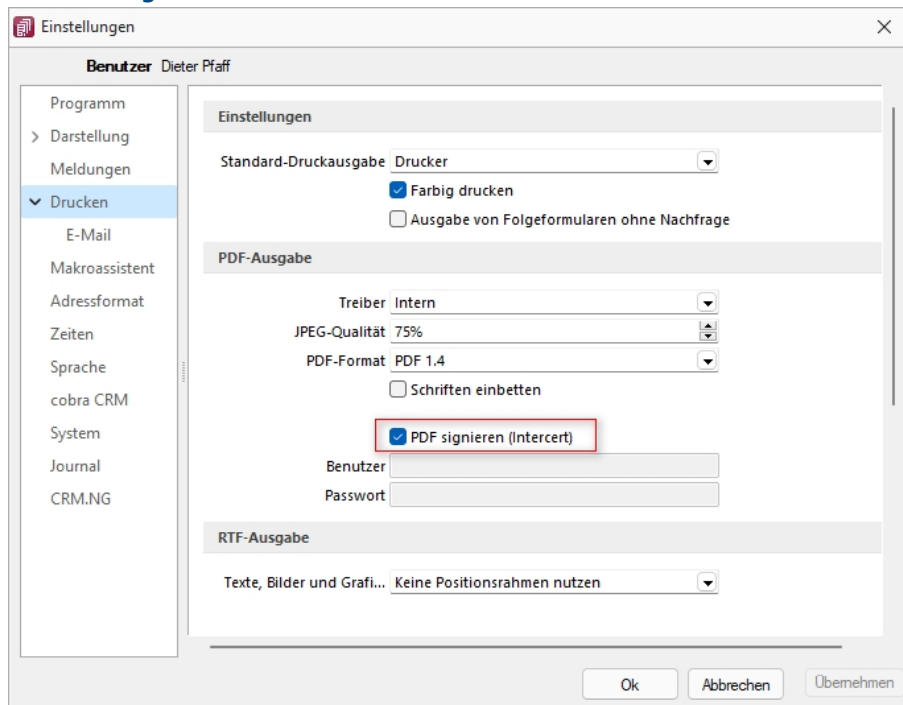 Einstellungen
Benutzer Dieter Pfaff
Programm
Darstellung
Meldungen
Drucken
E-Mail
Makroassistent
Adressformat
Zeiten
Sprache
cobra CRM
System
Journal
CRM.NG
Einstellungen
Standard-Druckausgabe Drucker
Farbig drucken
Ausgabe von Folgeformularen ohne Nachfrage
PDF-Ausgabe
Treiber Intern
JPEG-Qualität 75%
PDF-Format PDF 1.4
Schriften einbetten
PDF signieren (Intercert)
Benutzer
Passwort
RTF-Ausgabe
Texte, Bilder und Grafi... Keine Positionsrahmen nutzen
Ok Abbrechen Übernehmen